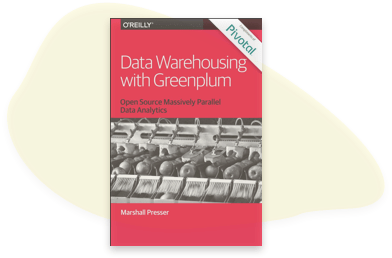 O'REILLY®
Pivotal
Data Warehousing
with Greenplum
Open Source Massively Parallel
Data Analytics
Marshall Presser